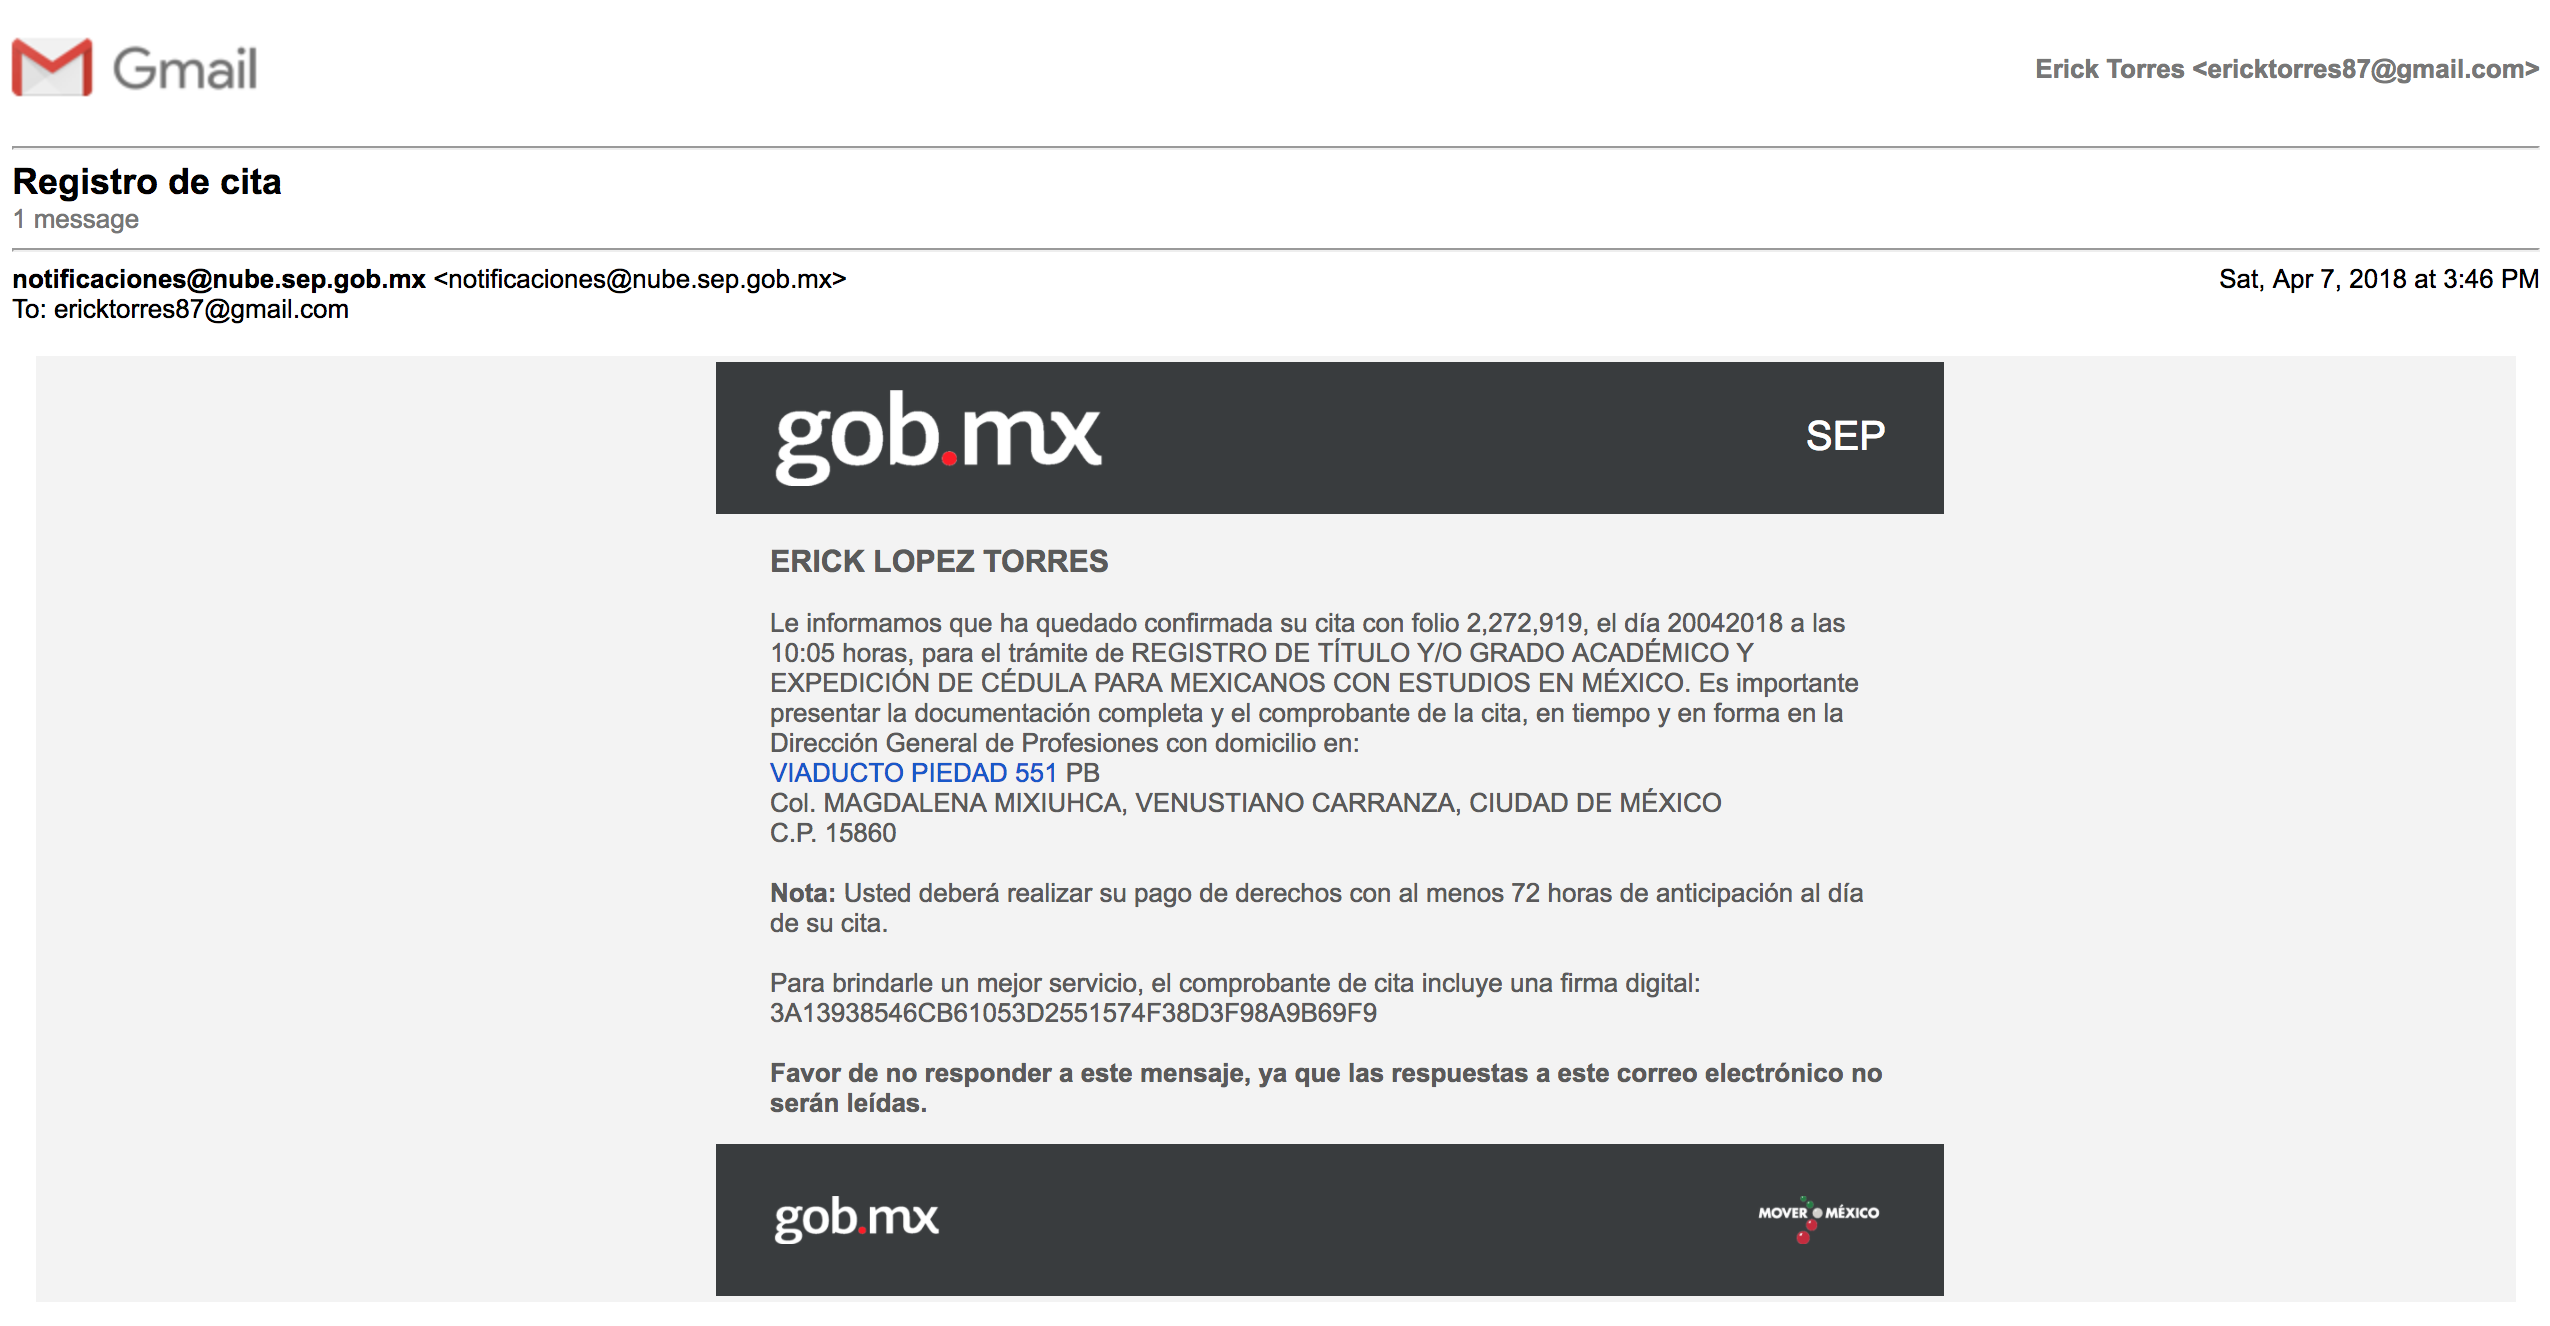 Gmail
Erick Torres <ericktorres87@gmail.com>
Registro de cita
1 message
notificaciones@nube.sep.gob.mx <notificaciones@nube.sep.gob.mx>
Sat, Apr 7, 2018 at 3:46 PM
To: ericktorres87@gmail.com
gob.mx
SEP
ERICK LOPEZ TORRES
Le informamos que ha quedado confirmada su cita con folio 2,272,919, el día 20042018 a las
10:05 horas, para el trámite de REGISTRO DE TÍTULO Y/O GRADO ACADÉMICO Y
EXPEDICIÓN DE CÉDULA PARA MEXICANOS CON ESTUDIOS EN MÉXICO. Es importante
presentar la documentación completa y el comprobante de la cita, en tiempo y en forma en la
Dirección General de Profesiones con domicilio en:
VIADUCTO PIEDAD 551 PB
Col. MAGDALENA MIXIUHCA, VENUSTIANO CARRANZA, CIUDAD DE MÉXICO
C.P. 15860
Nota: Usted deberá realizar su pago de derechos con al menos 72 horas de anticipación al día
de su cita.
Para brindarle un mejor servicio, el comprobante de cita incluye una firma digital:
3A13938546CB61053D2551574F38D3F98A9B69F9
Favor de no responder a este mensaje, ya que las respuestas a este correo electrónico no
serán leídas.
gob.mx
MOVER MÉXICO